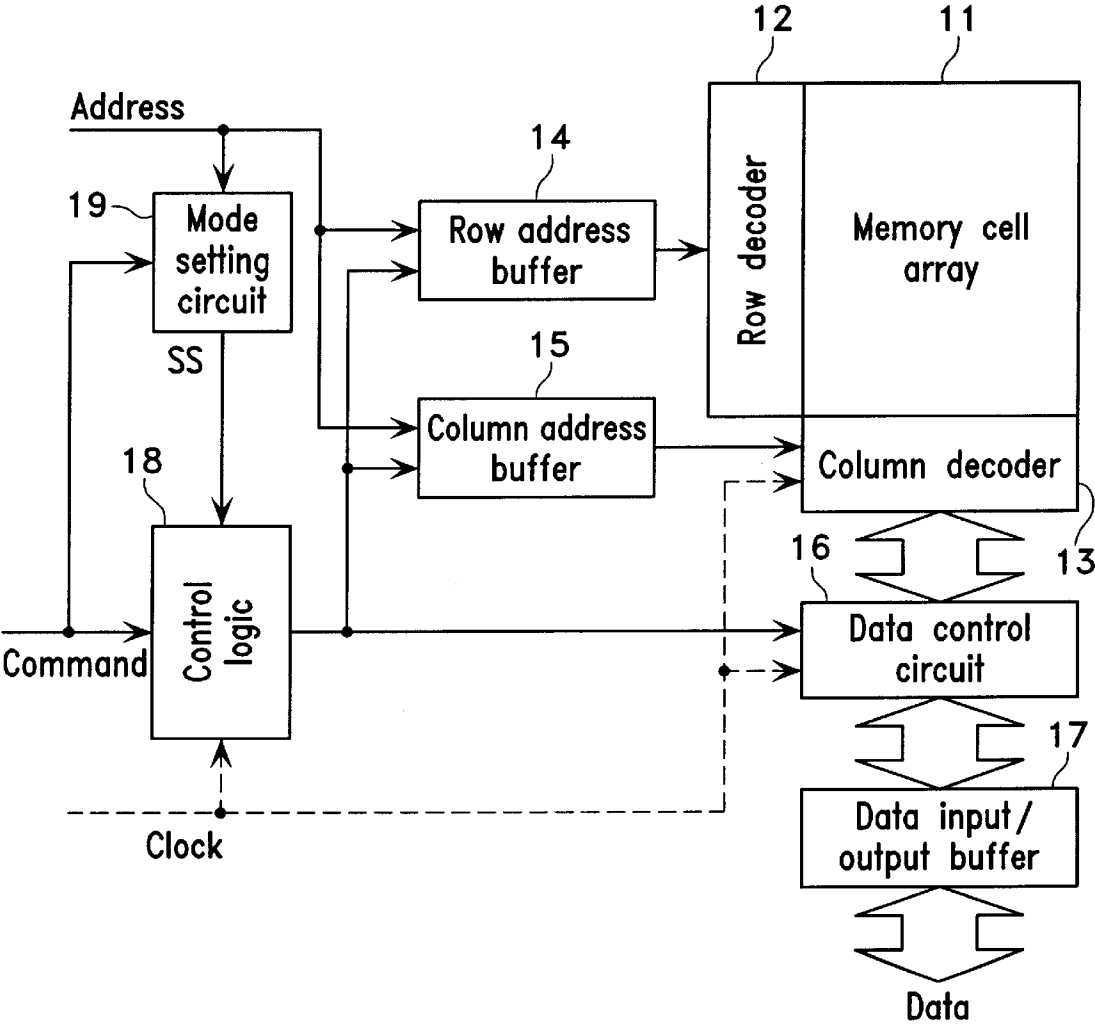 12
11
Address
14
19
Mode
setting
circuit
Row address
buffer
Row decoder
Memory cell
array
SS
15
Column address
buffer
18
Column decoder
16
13
Control
logic
Command
Data control
circuit
17
Clock
Data input/
output buffer
Data